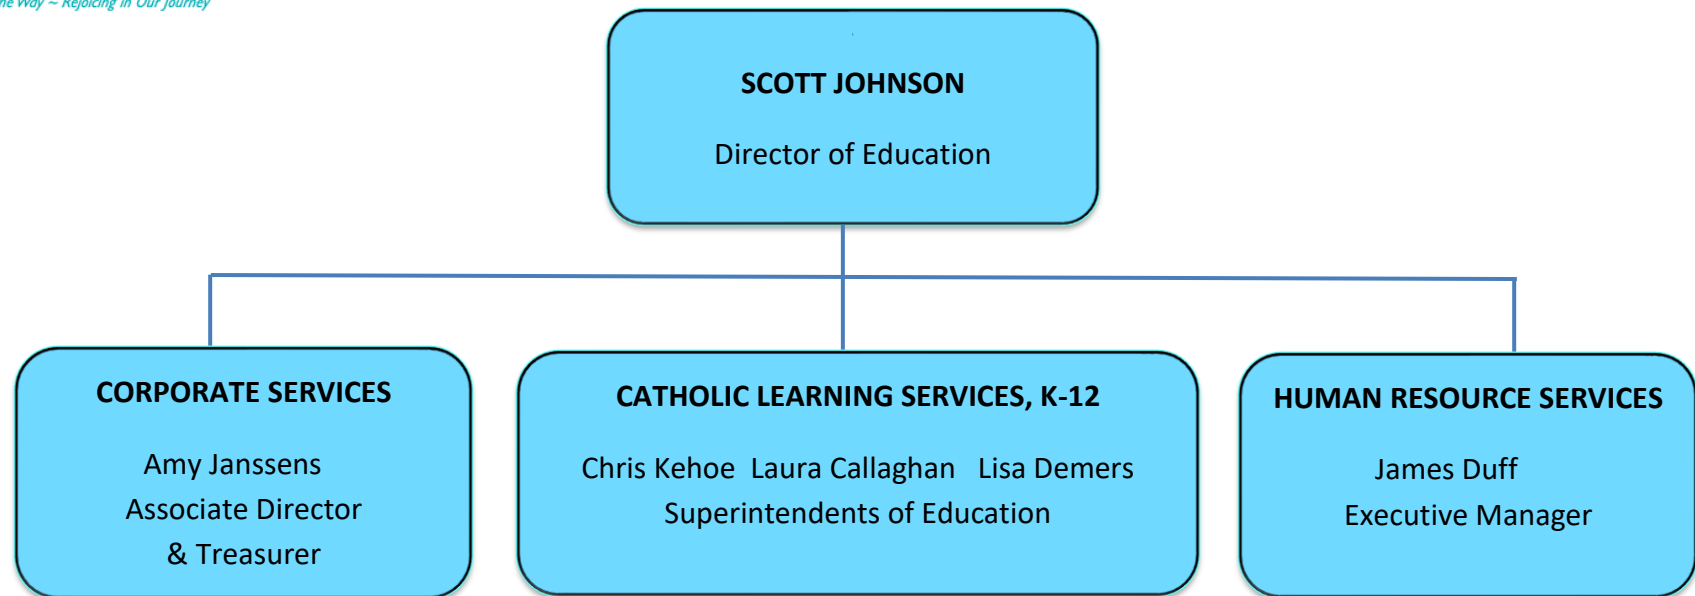 ne Way ~ Rejoicing in Our Journey
SCOTT JOHNSON
Director of Education
CORPORATE SERVICES
Amy Janssens
Associate Director
& Treasurer
CATHOLIC LEARNING SERVICES, K-12
Chris Kehoe Laura Callaghan Lisa Demers
Superintendents of Education
HUMAN RESOURCE SERVICES
James Duff
Executive Manager